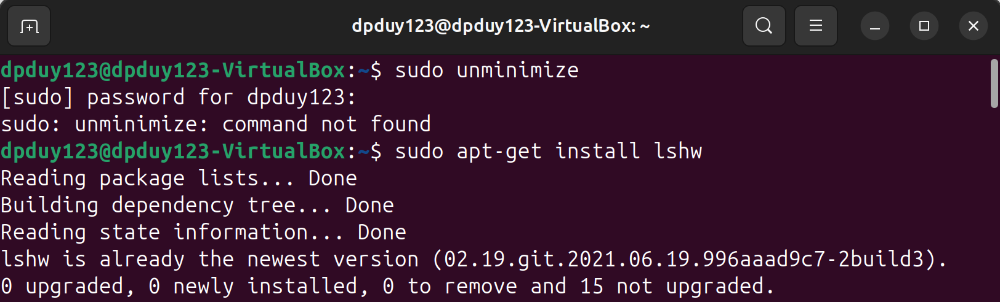 dpduy123@dpduy123-VirtualBox: ~
dpduy123@dpduy123-VirtualBox:~$ sudo unminimize
[sudo] password for dpduy123:
sudo: unminimize: command not found
dpduy123@dpduy123-VirtualBox:~$ sudo apt-get install lshw
Reading package lists... Done
Building dependency tree... Done
Reading state information... Done
lshw is already the newest version (02.19.git.2021.06.19.996aaad9c7-2build3).
0 upgraded, 0 newly installed, 0 to remove and 15 not upgraded.